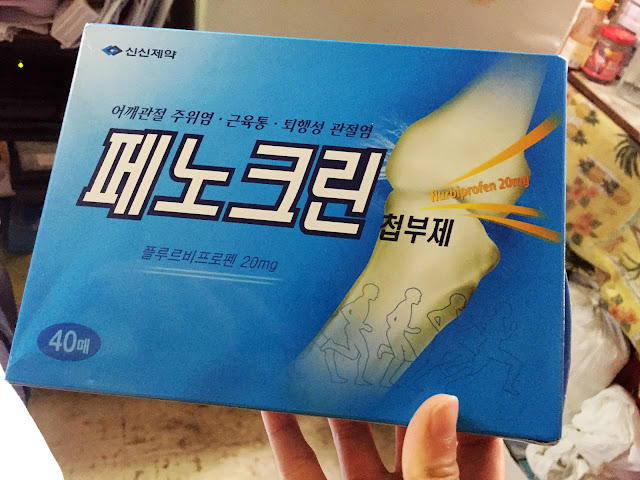 신신제약
어깨관절 주위염 · 근육통 · 퇴행성 관절염
페노크린
첩부제
Flurbiprofen 20mg
플루르비프로펜 20mg
40매